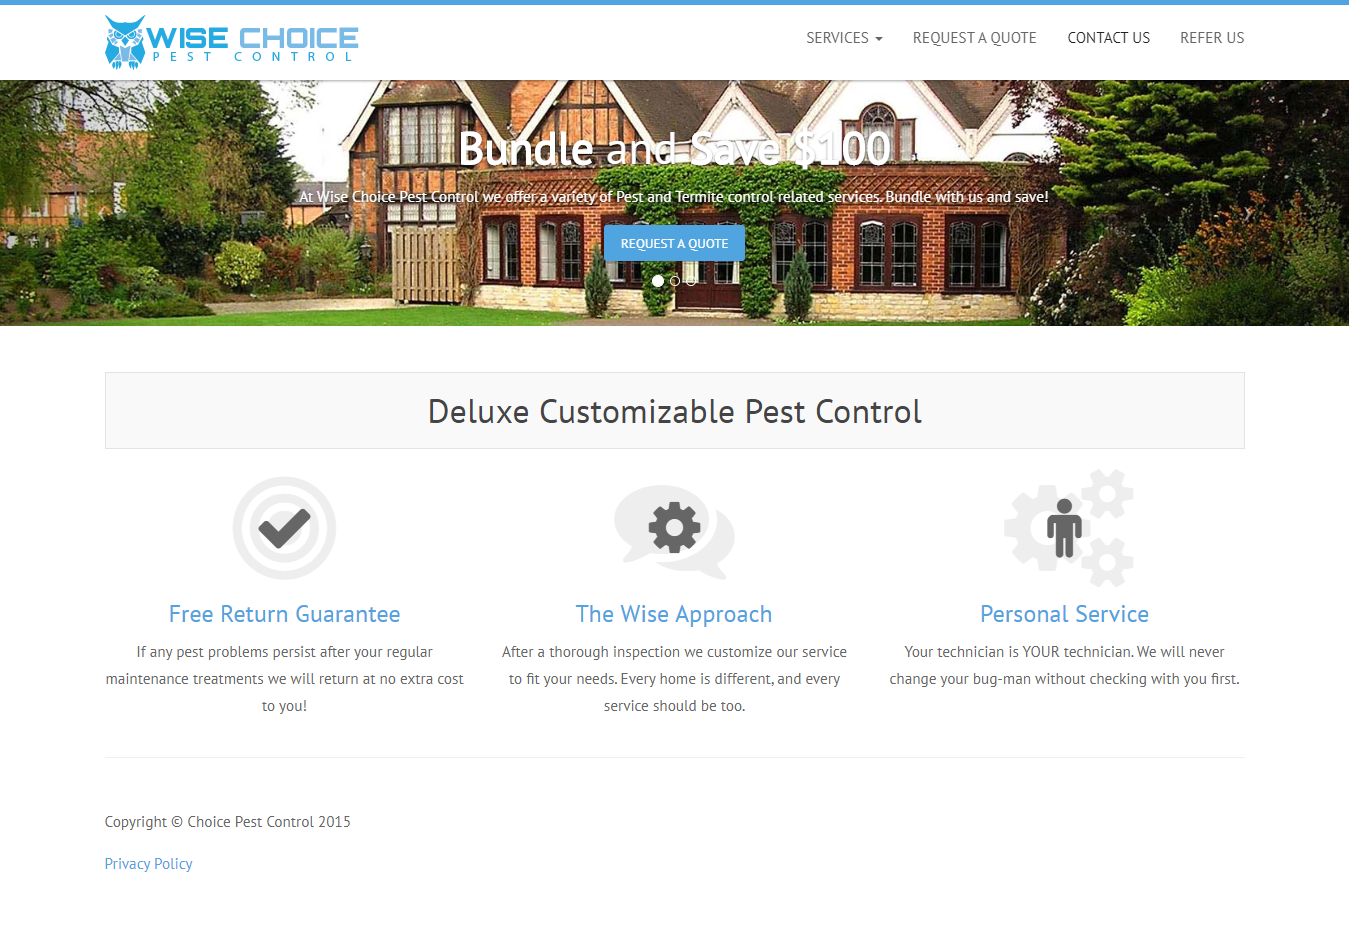 WISE CHOICE
PEST CONTROL
SERVICES
REQUEST A QUOTE
CONTACT US
REFER US
Bundle and Save $100
At Wise Choice Pest Control we offer a variety of Pest and Termite control related services. Bundle with us and save!
REQUEST A QUOTE
Deluxe Customizable Pest Control
Free Return Guarantee
If any pest problems persist after your regular
maintenance treatments we will return at no extra cost
to you!
The Wise Approach
After a thorough inspection we customize our service
to fit your needs. Every home is different, and every
service should be too.
Personal Service
Your technician is YOUR technician. We will never
change your bug-man without checking with you first.
Copyright © Choice Pest Control 2015
Privacy Policy